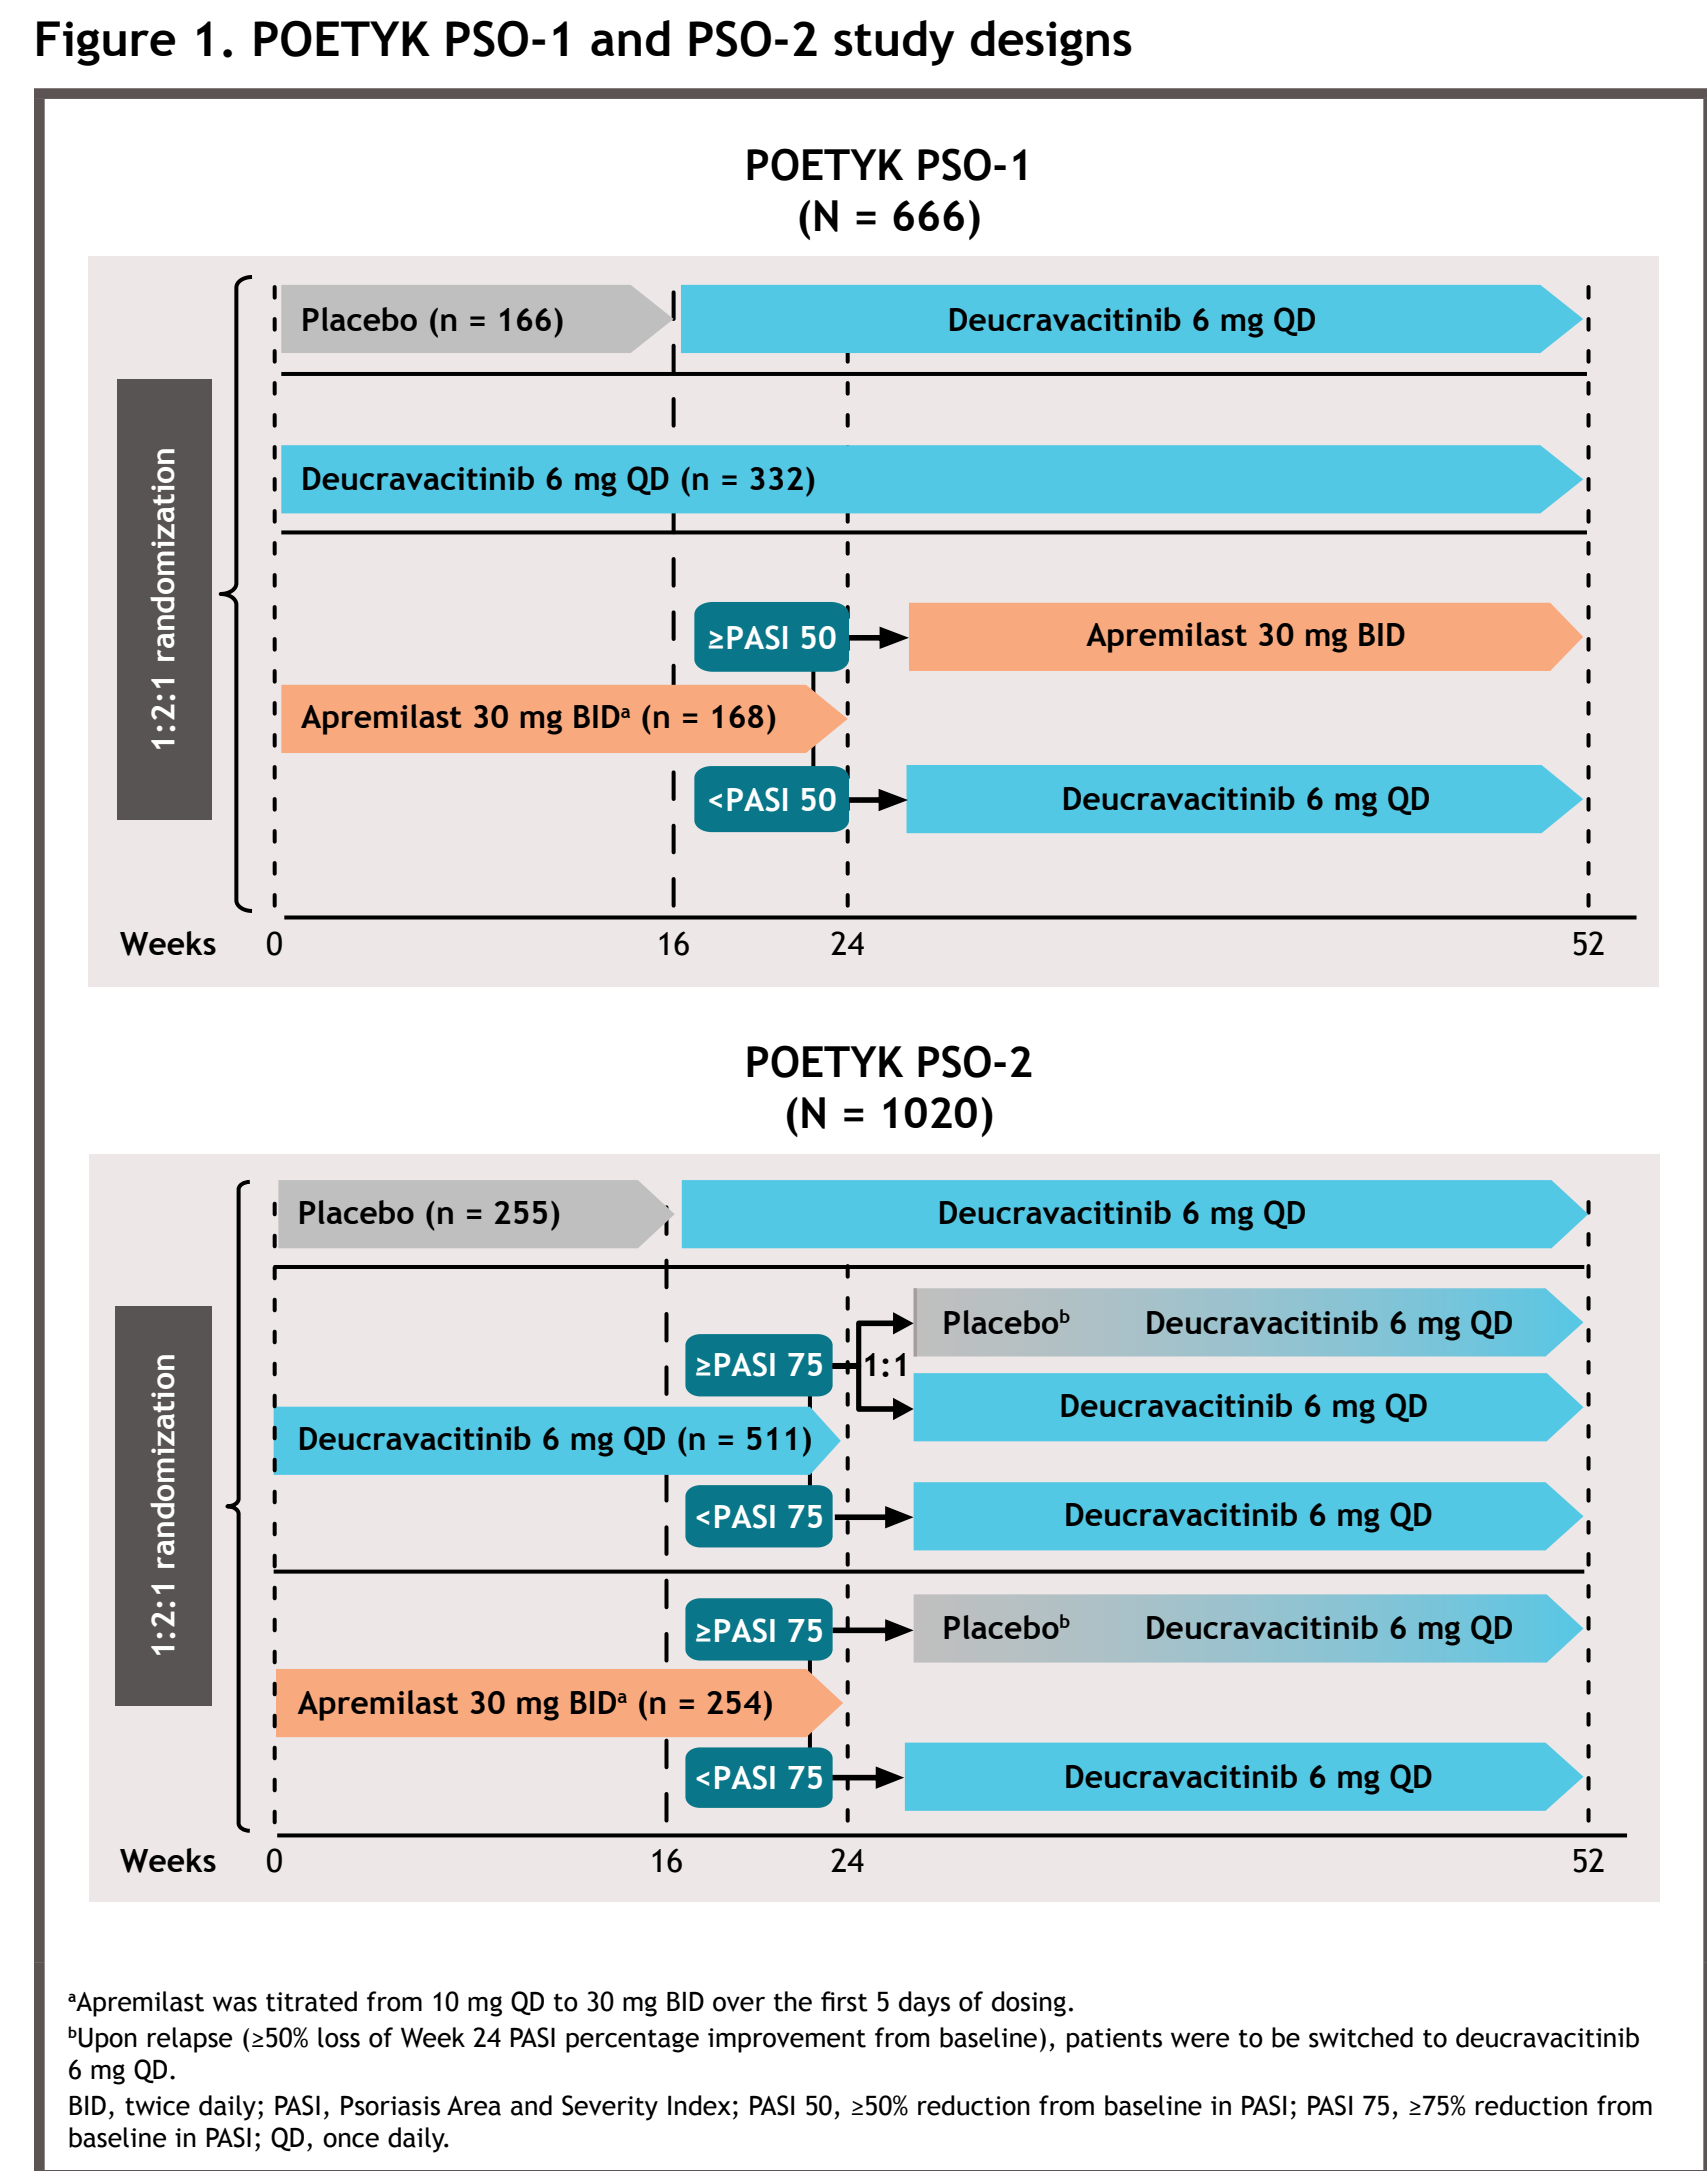 Figure 1. POETYK PSO-1 and PSO-2 study designs
POETYK PSO-1
(N = 666)
1:2:1 randomization
Placebo (n = 166)
Deucravacitinib 6 mg QD
Deucravacitinib 6 mg QD (n = 332)
≥PASI 50
Apremilast 30 mg BID
Apremilast 30 mg BIDᵃ (n = 168)
<PASI 50
Deucravacitinib 6 mg QD
Weeks 0 16 24 52
POETYK PSO-2
(N = 1020)
1:2:1 randomization
Placebo (n = 255)
Deucravacitinib 6 mg QD
Placeboᵇ Deucravacitinib 6 mg QD
≥PASI 75
1:1
Deucravacitinib 6 mg QD
Deucravacitinib 6 mg QD (n = 511)
<PASI 75
Deucravacitinib 6 mg QD
≥PASI 75
Placeboᵇ Deucravacitinib 6 mg QD
Apremilast 30 mg BIDᵃ (n = 254)
<PASI 75
Deucravacitinib 6 mg QD
Weeks 0 16 24 52
ᵃApremilast was titrated from 10 mg QD to 30 mg BID over the first 5 days of dosing.
ᵇUpon relapse (≥50% loss of Week 24 PASI percentage improvement from baseline), patients were to be switched to deucravacitinib
6 mg QD.
BID, twice daily; PASI, Psoriasis Area and Severity Index; PASI 50, ≥50% reduction from baseline in PASI; PASI 75, ≥75% reduction from
baseline in PASI; QD, once daily.